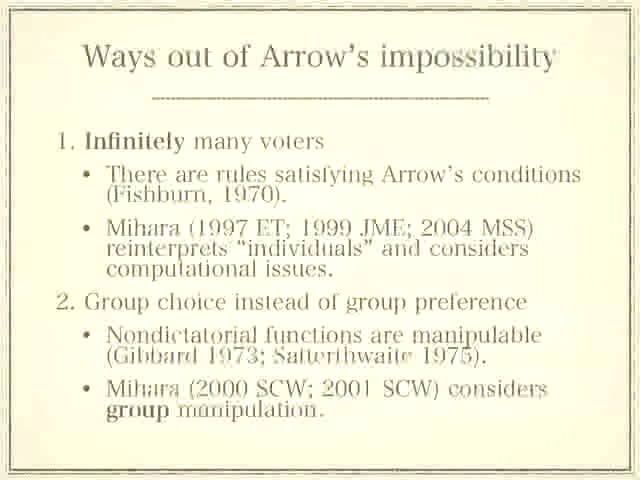 Ways out of Arrow's impossibility
1. Infinitely many voters
• There are rules satisfying Arrow's conditions
(Fishburn, 1970).
• Mihara (1997 ET; 1999 JME; 2004 MSS)
reinterprets "individuals" and considers
computational issues.
2. Group choice instead of group preference
• Nondictatorial functions are manipulable
(Gibbard 1973; Satterthwaite 1975).
• Mihara (2000 SCW; 2001 SCW) considers
group manipulation.